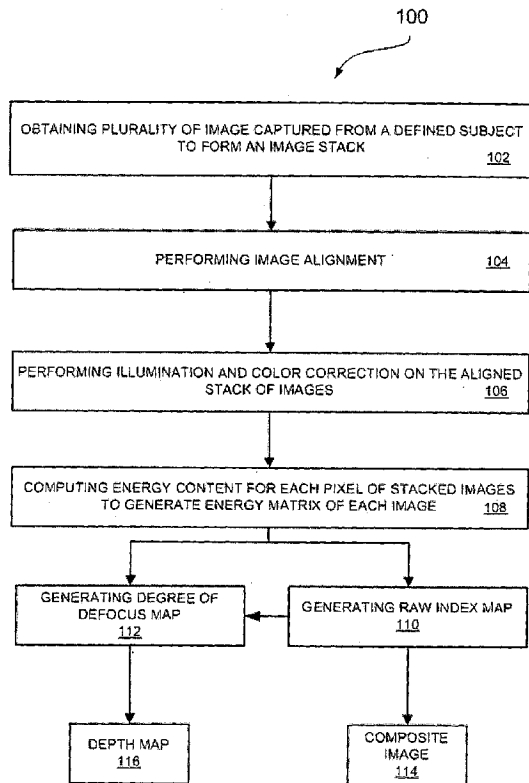 100
OBTAINING PLURALITY OF IMAGE CAPTURED FROM A DEFINED SUBJECT
TO FORM AN IMAGE STACK
102
PERFORMING IMAGE ALIGNMENT
104
PERFORMING ILLUMINATION AND COLOR CORRECTION ON THE ALIGNED
STACK OF IMAGES
106
COMPUTING ENERGY CONTENT FOR EACH PIXEL OF STACKED IMAGES
TO GENERATE ENERGY MATRIX OF EACH IMAGE
108
GENERATING DEGREE OF
DEFOCUS MAP
112
GENERATING RAW INDEX MAP
110
DEPTH MAP
116
COMPOSITE
IMAGE
114